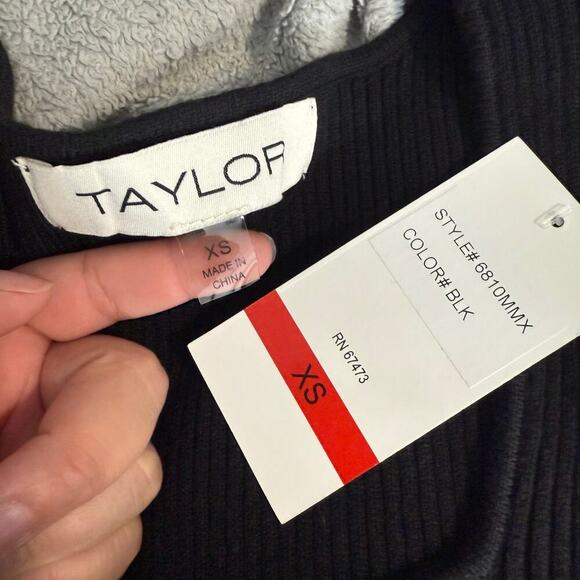 TAYLOR
XS
MADE IN
CHINA
STYLE# 6810MMX
COLOR# BLK
RN 67473
XS